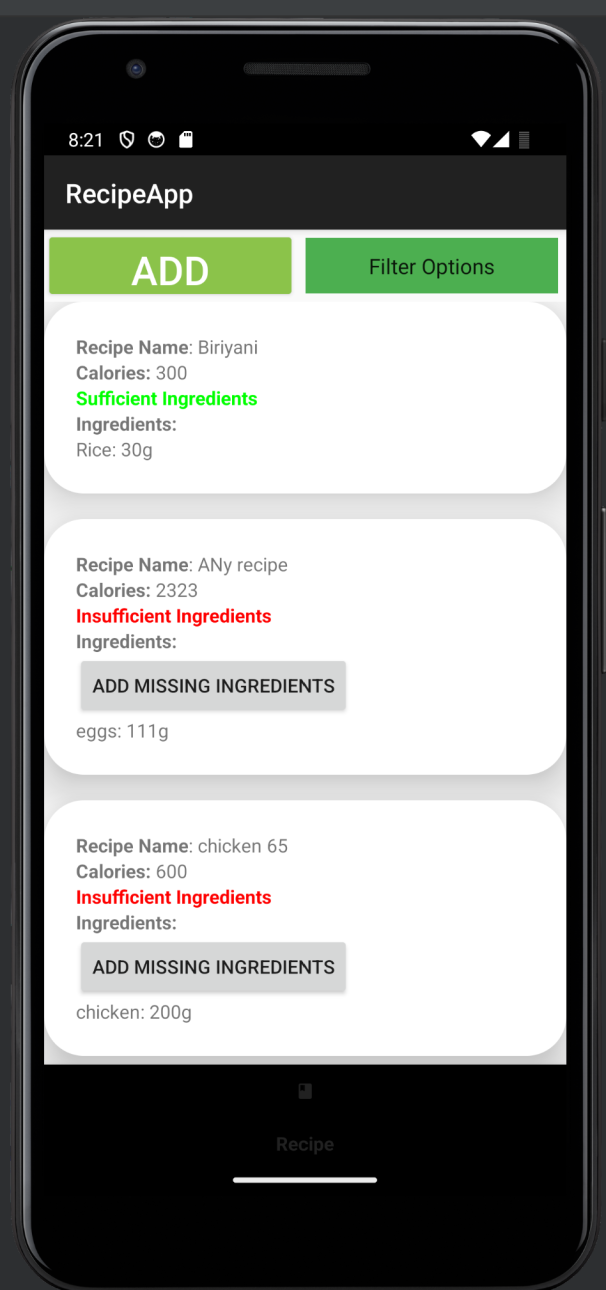 8:21
RecipeApp
ADD
Filter Options
Recipe Name: Biriyani
Calories: 300
Sufficient Ingredients
Ingredients:
Rice: 30g
Recipe Name: ANy recipe
Calories: 2323
Insufficient Ingredients
Ingredients:
ADD MISSING INGREDIENTS
eggs: 111g
Recipe Name: chicken 65
Calories: 600
Insufficient Ingredients
Ingredients:
ADD MISSING INGREDIENTS
chicken: 200g
Recipe